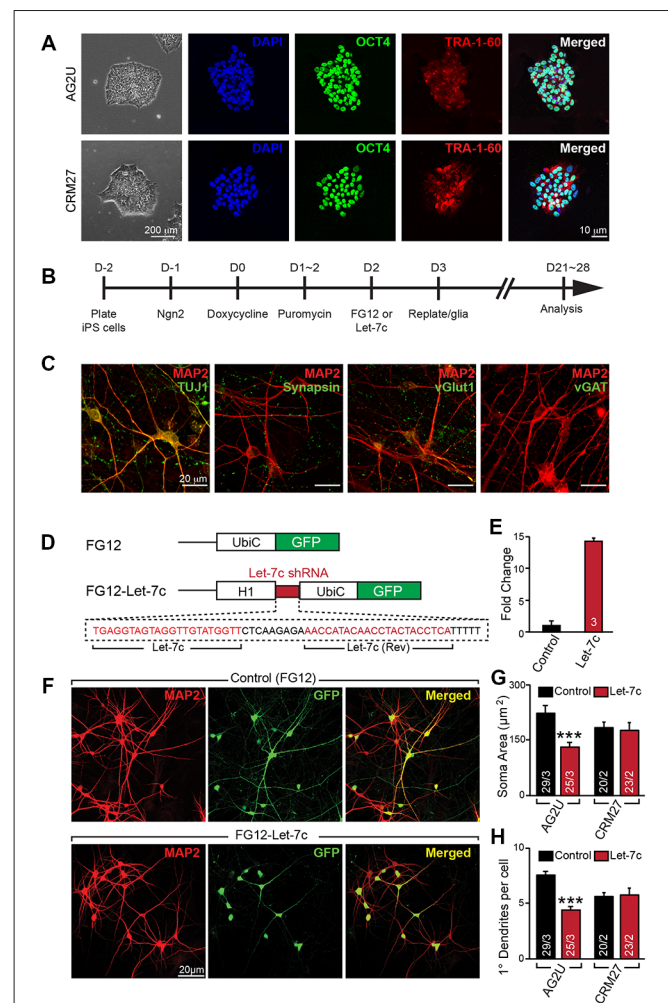 A
AG2U
DAPI
OCT4
TRA-1-60
Merged
CRM27
200 µm
DAPI
OCT4
TRA-1-60
Merged
10 µm
B
D-2 D-1 D0 D1~2 D2 D3 D21~28
Plate Ngn2 Doxycycline Puromycin FG12 or Replate/glia Analysis
iPS cells Let-7c
C
MAP2
TUJ1
20 µm
MAP2
Synapsin
MAP2
vGlut1
MAP2
vGAT
D
FG12
UbiC GFP
Let-7c shRNA
FG12-Let-7c
H1 UbiC GFP
TGAGGTAGTAGGTTGTATGGTTCTCAAGAGAAACCATACAACCTACTACCTCATTTTT
Let-7c Let-7c (Rev)
E
Fold Change
15
10
5
0
3
Control Let-7c
F
Control (FG12)
MAP2 GFP Merged
FG12-Let-7c
MAP2 GFP Merged
20µm
G
Control Let-7c
Soma Area (µm²)
300
150
0
***
29/3 25/3 20/2 23/2
AG2U CRM27
H
Control Let-7c
1° Dendrites per cell
10
5
0
***
29/3 25/3 20/2 23/2
AG2U CRM27